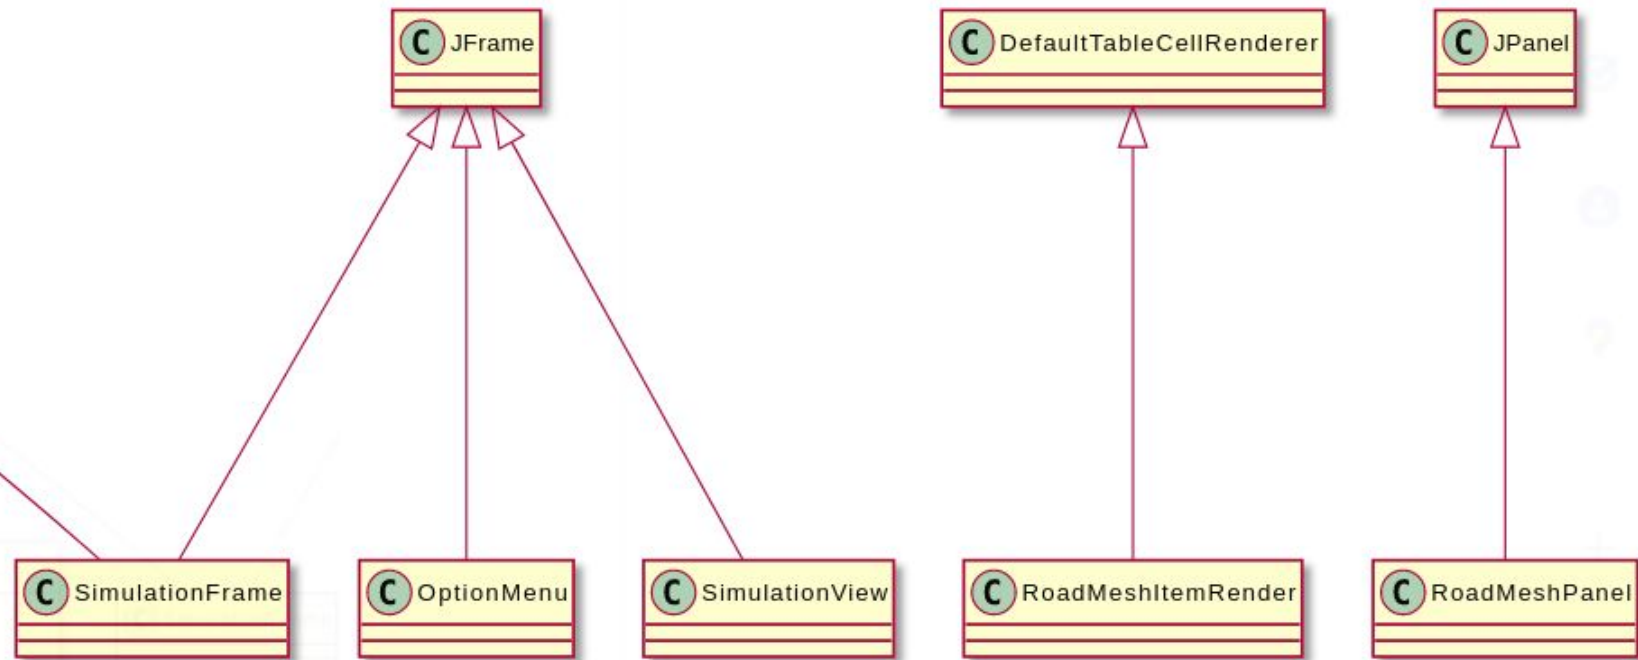 C JFrame
C DefaultTableCellRenderer
C JPanel
C SimulationFrame
C OptionMenu
C SimulationView
C RoadMeshItemRender
C RoadMeshPanel